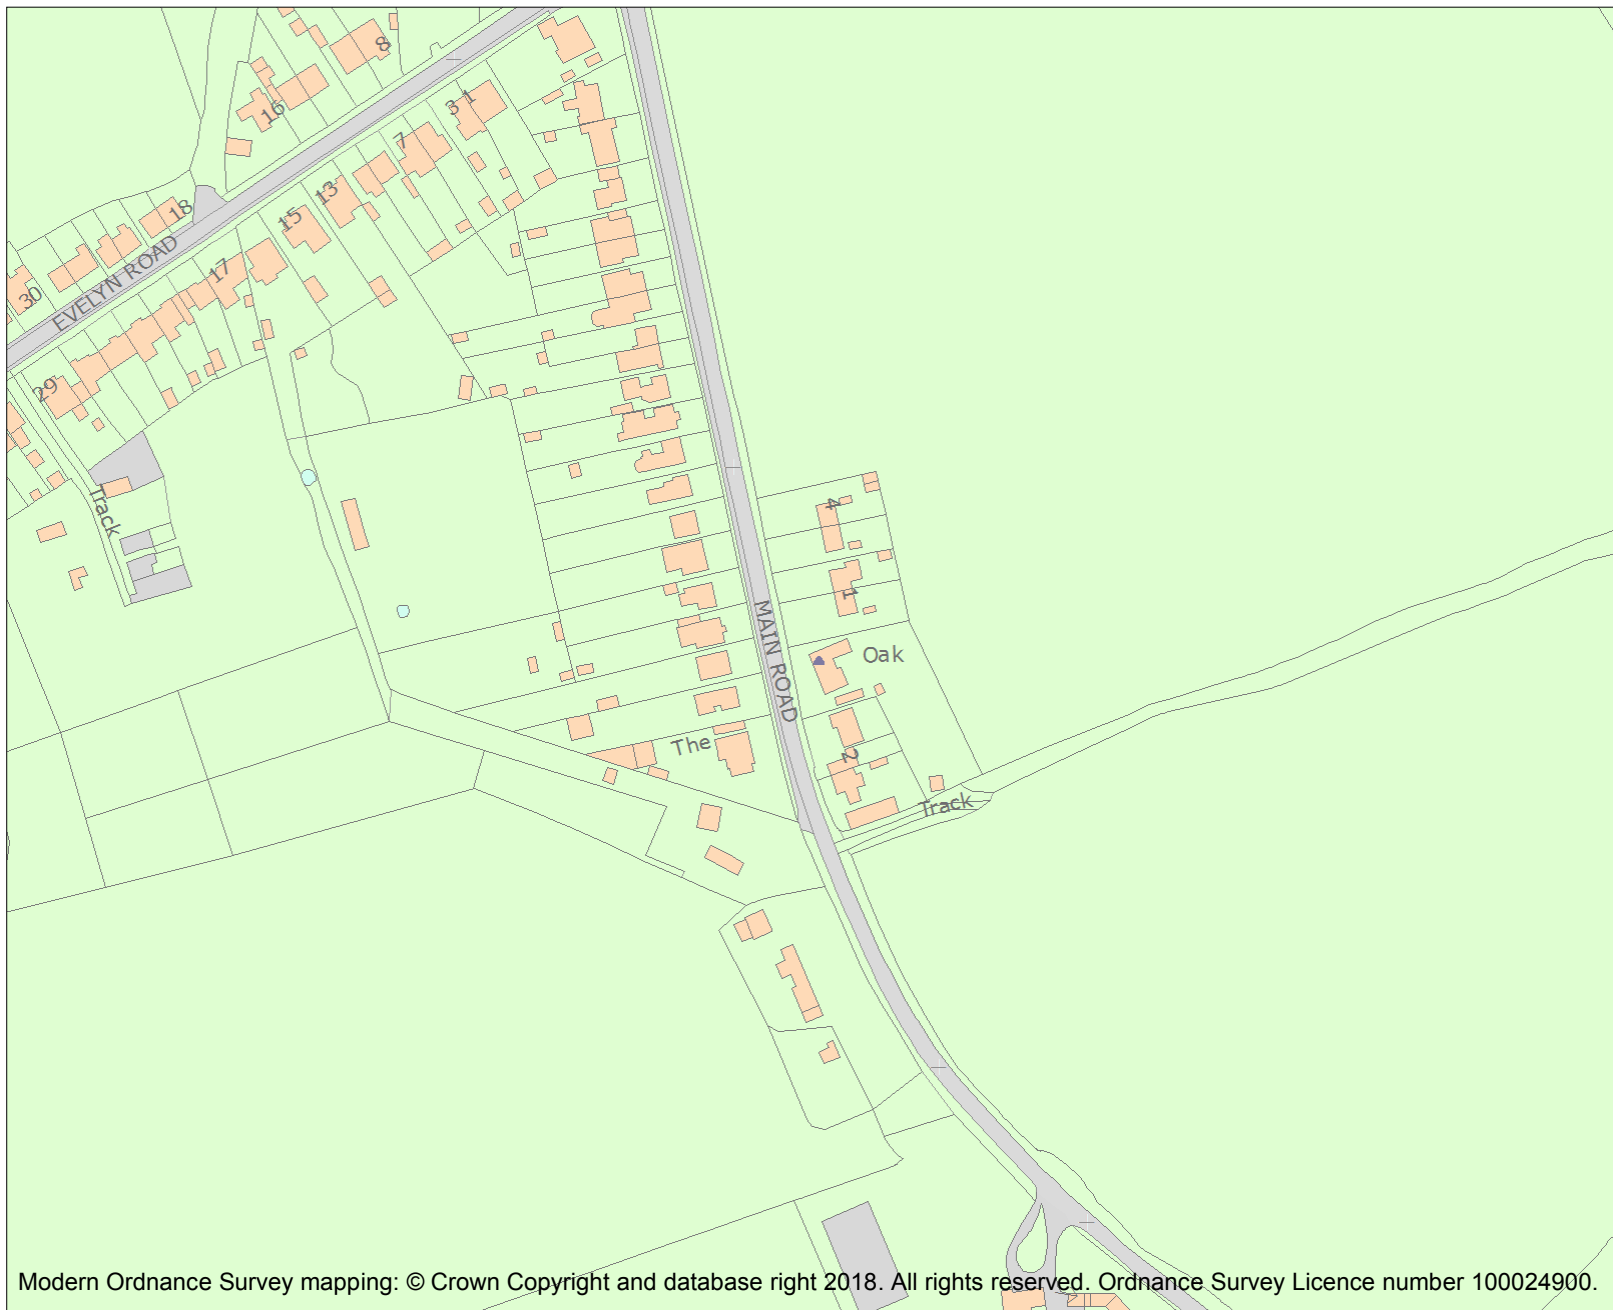 8
16
3 1
7
13
18
15
17
30
EVELYN ROAD
29
Track
4
1
MAIN ROAD
Oak
The
2
Track
Modern Ordnance Survey mapping: © Crown Copyright and database right 2018. All rights reserved. Ordnance Survey Licence number 100024900.